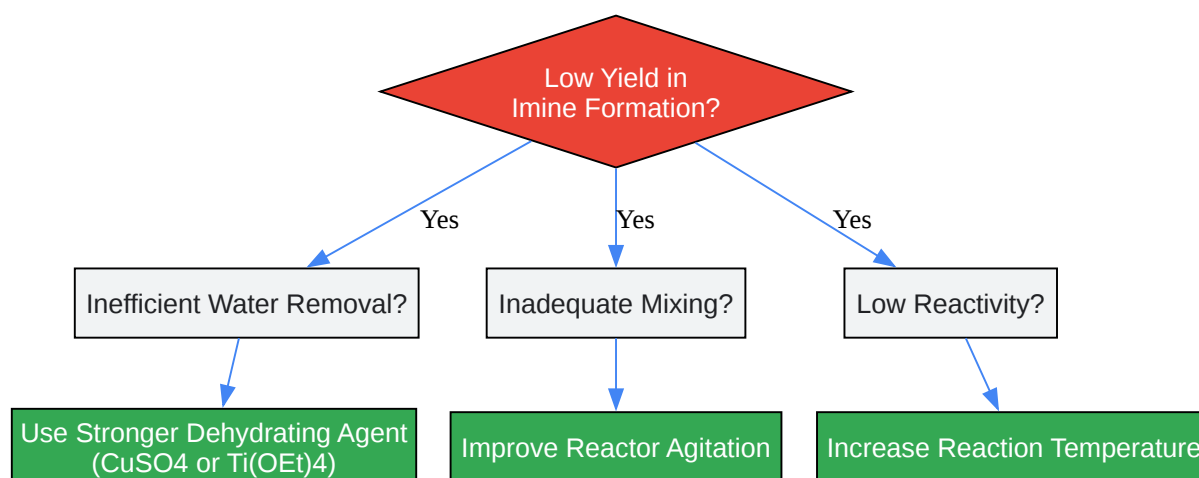 Low Yield in
Imine Formation?
Yes
Yes
Yes
Inefficient Water Removal?
Inadequate Mixing?
Low Reactivity?
Use Stronger Dehydrating Agent
(CuSO4 or Ti(OEt)4)
Improve Reactor Agitation
Increase Reaction Temperature